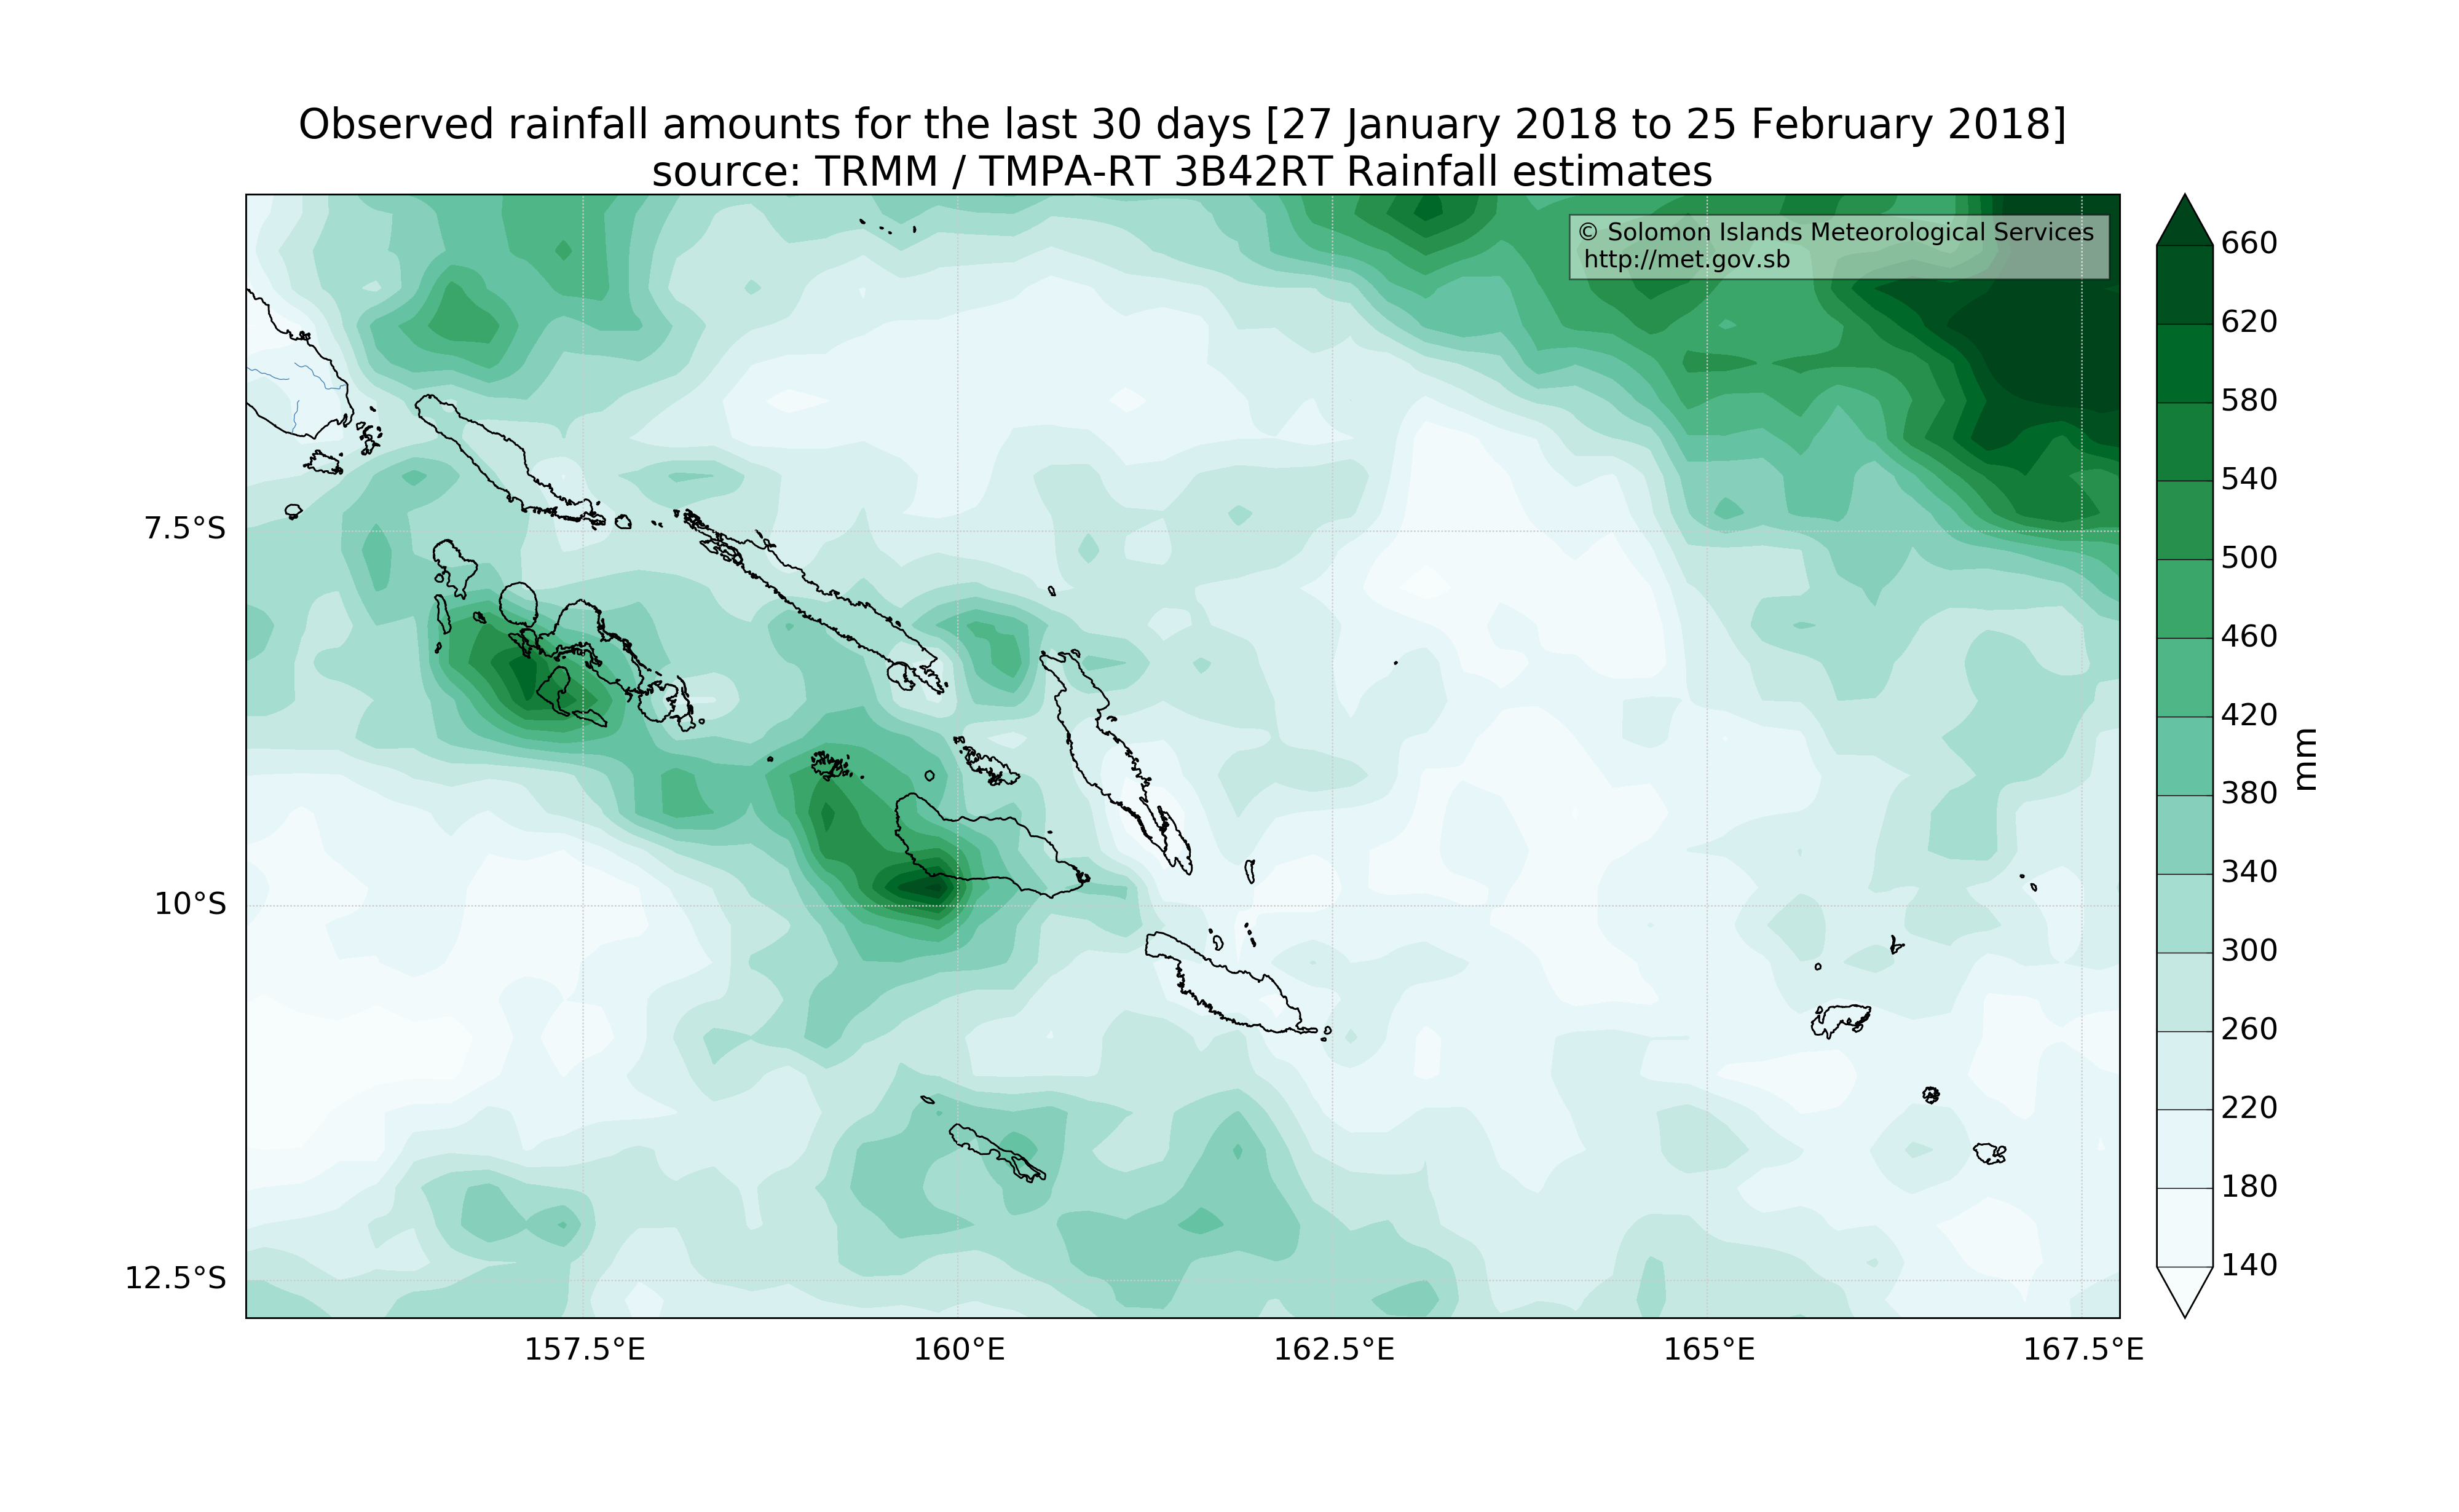 Observed rainfall amounts for the last 30 days [27 January 2018 to 25 February 2018]
source: TRMM / TMPA-RT 3B42RT Rainfall estimates
© Solomon Islands Meteorological Services
http://met.gov.sb
7.5°S
10°S
12.5°S
157.5°E
160°E
162.5°E
165°E
167.5°E
660
620
580
540
500
460
420
380
340
300
260
220
180
140
mm